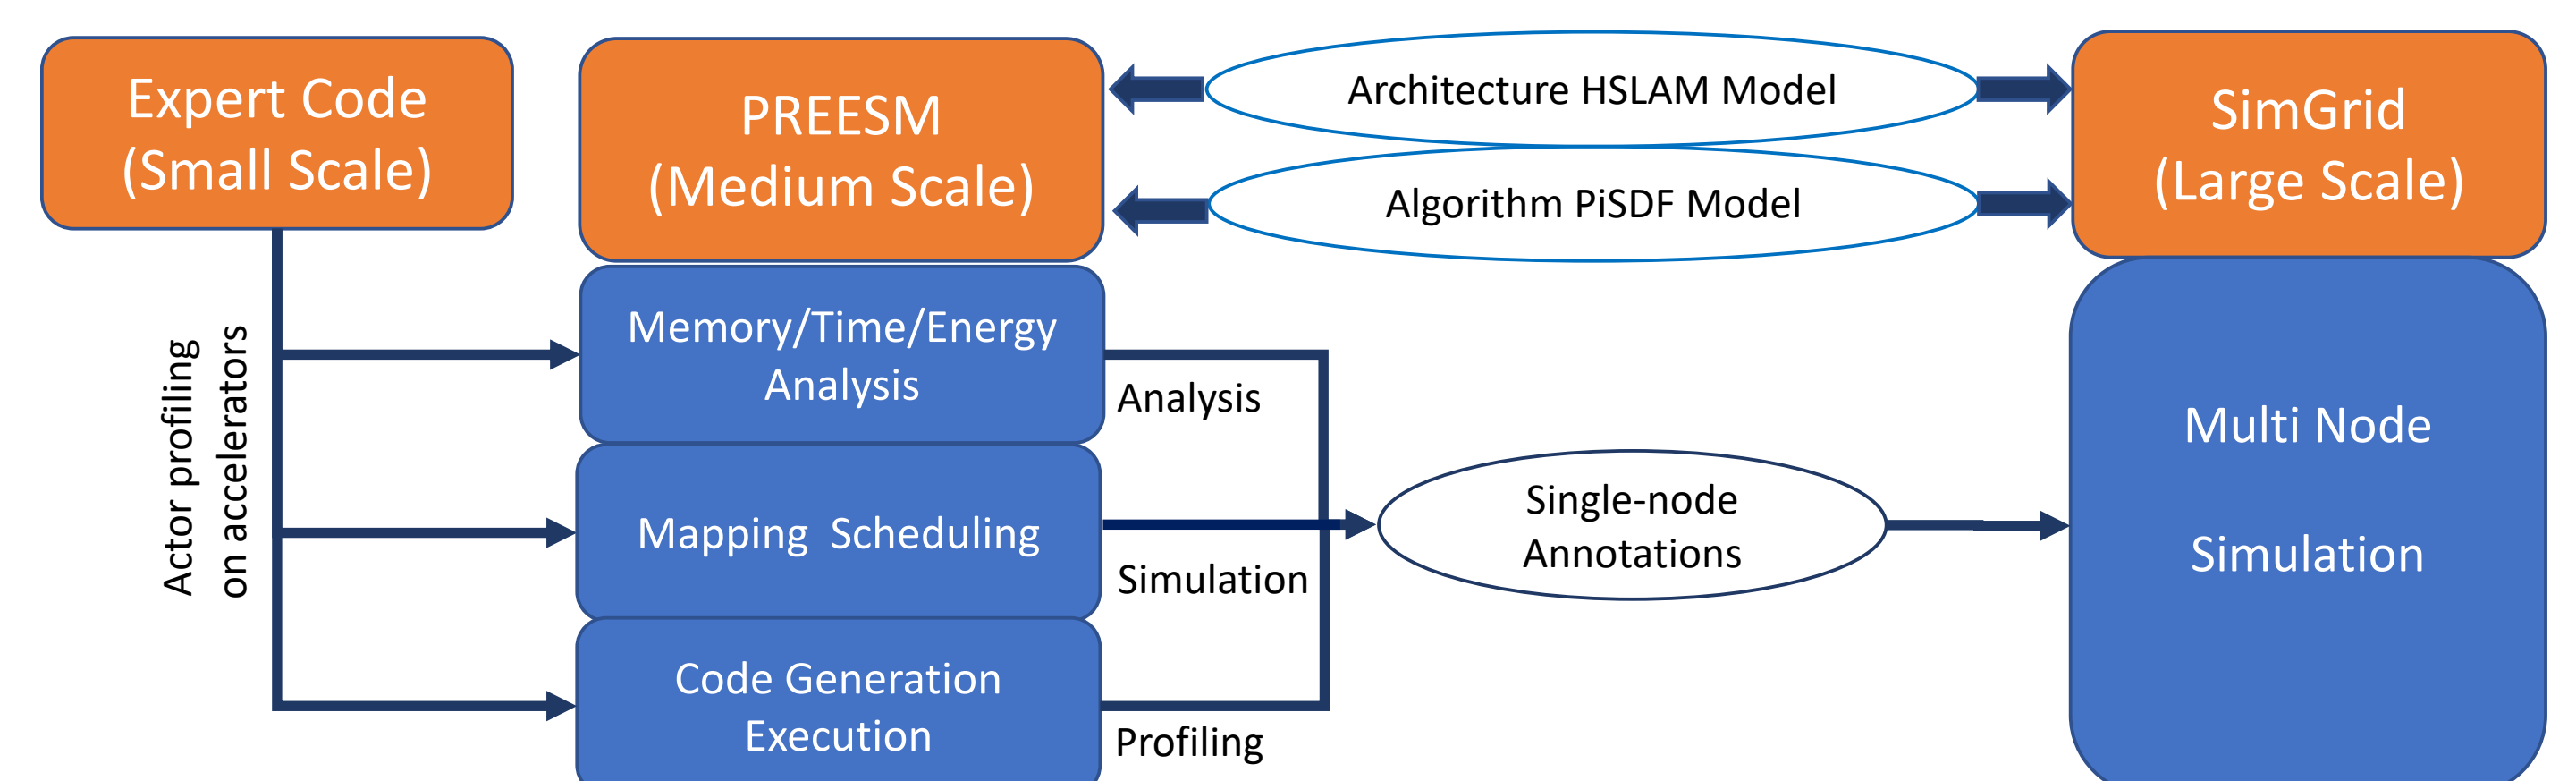 Expert Code
(Small Scale)
PREESM
(Medium Scale)
Architecture HSLAM Model
Algorithm PiSDF Model
SimGrid
(Large Scale)
Actor profiling
on accelerators
Memory/Time/Energy
Analysis
Mapping Scheduling
Code Generation
Execution
Analysis
Simulation
Profiling
Single-node
Annotations
Multi Node
Simulation